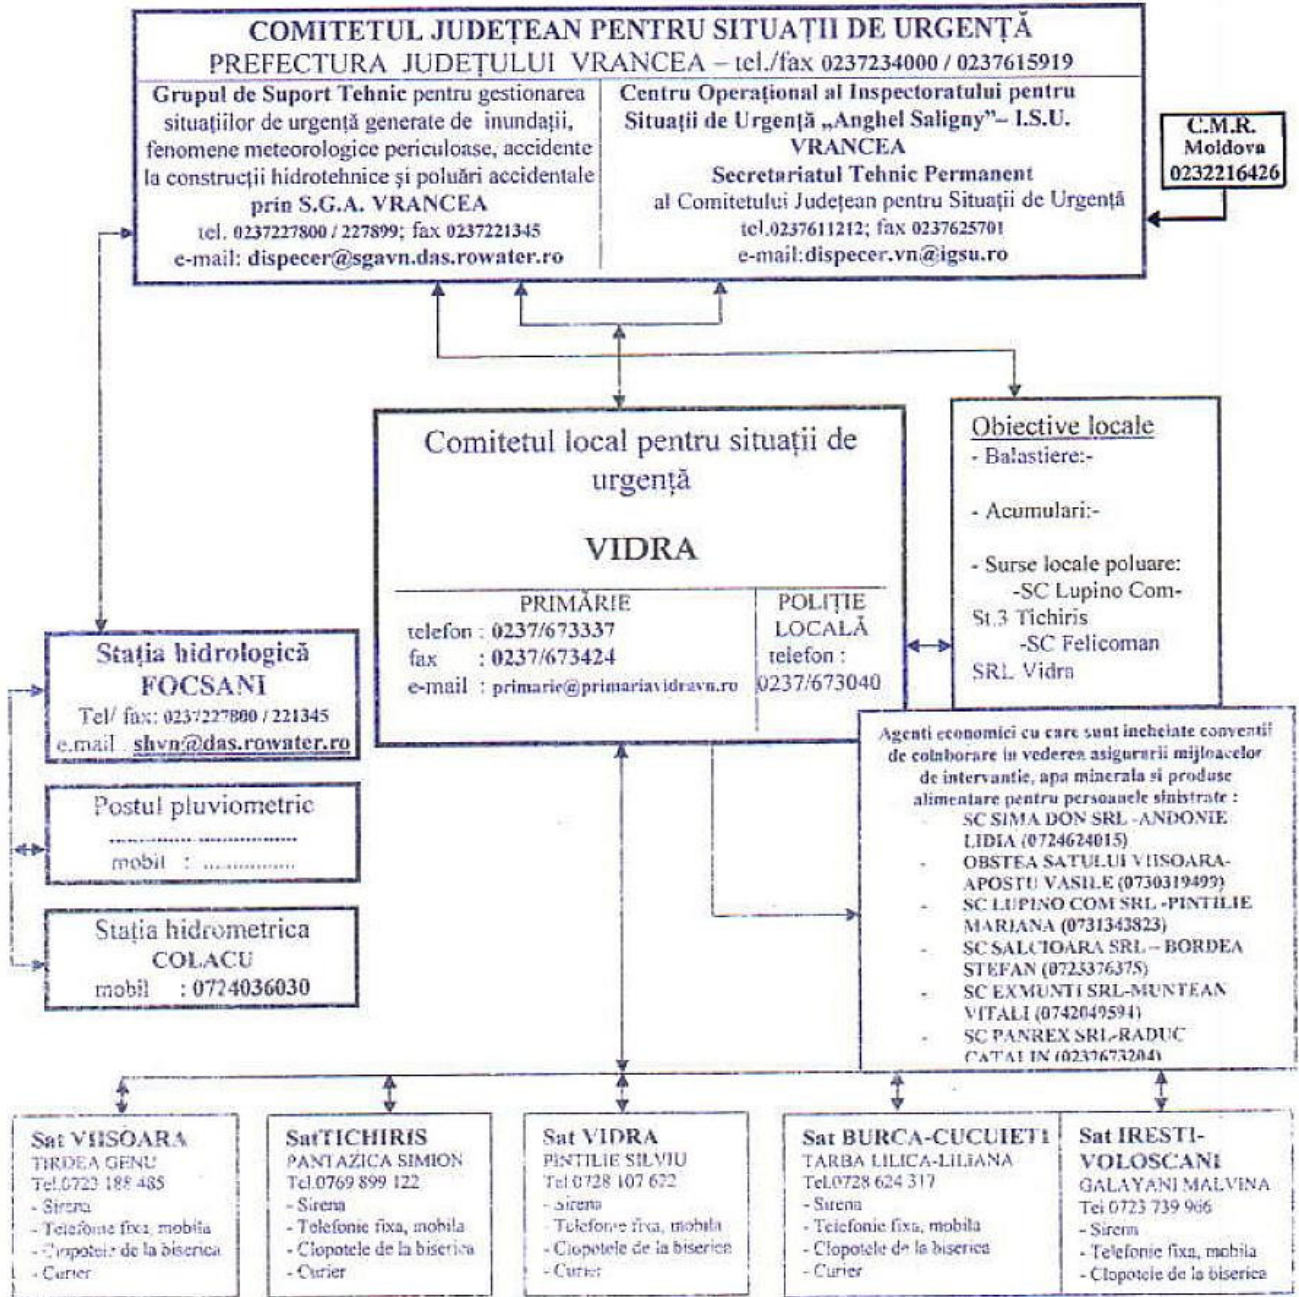 COMITETUL JUDEȚEAN PENTRU SITUAȚII DE URGENȚĂ
PREFECTURA JUDEȚULUI VRANCEA – tel./fax 0237234000 / 0237615919
Grupul de Suport Tehnic pentru gestionarea
situațiilor de urgență generate de inundații,
fenomene meteorologice periculoase, accidente
la construcții hidrotehnice și poluări accidentale
prin S.G.A. VRANCEA
tel. 0237227800 / 227899; fax 0237221345
e-mail: dispecer@sgavn.das.rowater.ro
Centru Operațional al Inspectoratului pentru
Situații de Urgență „Anghel Saligny”– I.S.U.
VRANCEA
Secretariatul Tehnic Permanent
al Comitetului Județean pentru Situații de Urgență
tel.0237611212; fax 0237625701
e-mail:dispecer.vn@igsu.ro
C.M.R.
Moldova
0232216426
Comitetul local pentru situații de
urgență
VIDRA
PRIMĂRIE
telefon : 0237/673337
fax : 0237/673424
e-mail : primarie@primariavidravn.ro
POLIȚIE
LOCALĂ
telefon :
0237/673040
Obiective locale
- Balastiere:-
- Acumulari:-
- Surse locale poluare:
-SC Lupino Com-
St.3 Tichiris
-SC Felicoman
SRL Vidra
Stația hidrologică
FOCSANI
Tel/ fax: 0237227800 / 221345
e.mail . shvn@das.rowater.ro
Postul pluviometric
................................
mobil : ................
Stația hidrometrica
COLACU
mobil : 0724036030
Agenti economici cu care sunt incheiate conventii
de colaborare in vederea asigurarii mijloacelor
de interventie, apa minerala si produse
alimentare pentru persoanele sinistrate :
- SC SIMA DON SRL -ANDONIE
LIDIA (0724624015)
- OBSTEA SATULUI VIISOARA-
APOSTU VASILE (0730319499)
- SC LUPINO COM SRL -PINTILIE
MARIANA (0731343823)
- SC SALCIOARA SRL – BORDEA
STEFAN (0723376375)
- SC EXMUNTI SRL-MUNTEAN
VITALI (0742049594)
- SC PANREX SRL-RADUC
CATALIN (0237673204)
Sat VIISOARA
TIRDEA GENU
Tel.0723 188 485
- Sirena
- Telefonie fixa, mobila
- Clopotele de la biserica
- Curier
SatTICHIRIS
PANTAZICA SIMION
Tel.0769 899 122
- Sirena
- Telefonie fixa, mobila
- Clopotele de la biserica
- Curier
Sat VIDRA
PINTILIE SILVIU
Tel.0728 107 622
- Sirena
- Telefonie fixa, mobila
- Clopotele de la biserica
- Curier
Sat BURCA-CUCUIETI
TARBA LILICA-LILIANA
Tel.0728 624 317
- Sirena
- Telefonie fixa, mobila
- Clopotele de la biserica
- Curier
Sat IRESTI-
VOLOSCANI
GALAYANI MALVINA
Tel 0723 739 966
- Sirena
- Telefonie fixa, mobila
- Clopotele de la biserica